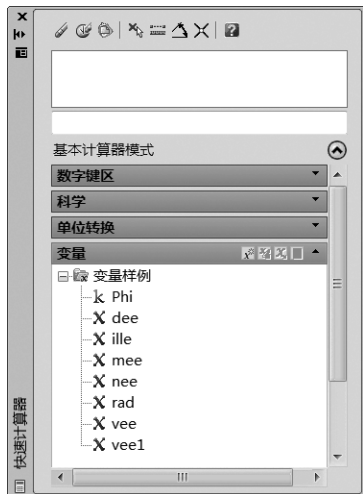 基本计算器模式
数字键区
科学
单位转换
变量
变量样例
k Phi
X dee
X ille
X mee
X nee
X rad
X vee
X vee1
快速计算器